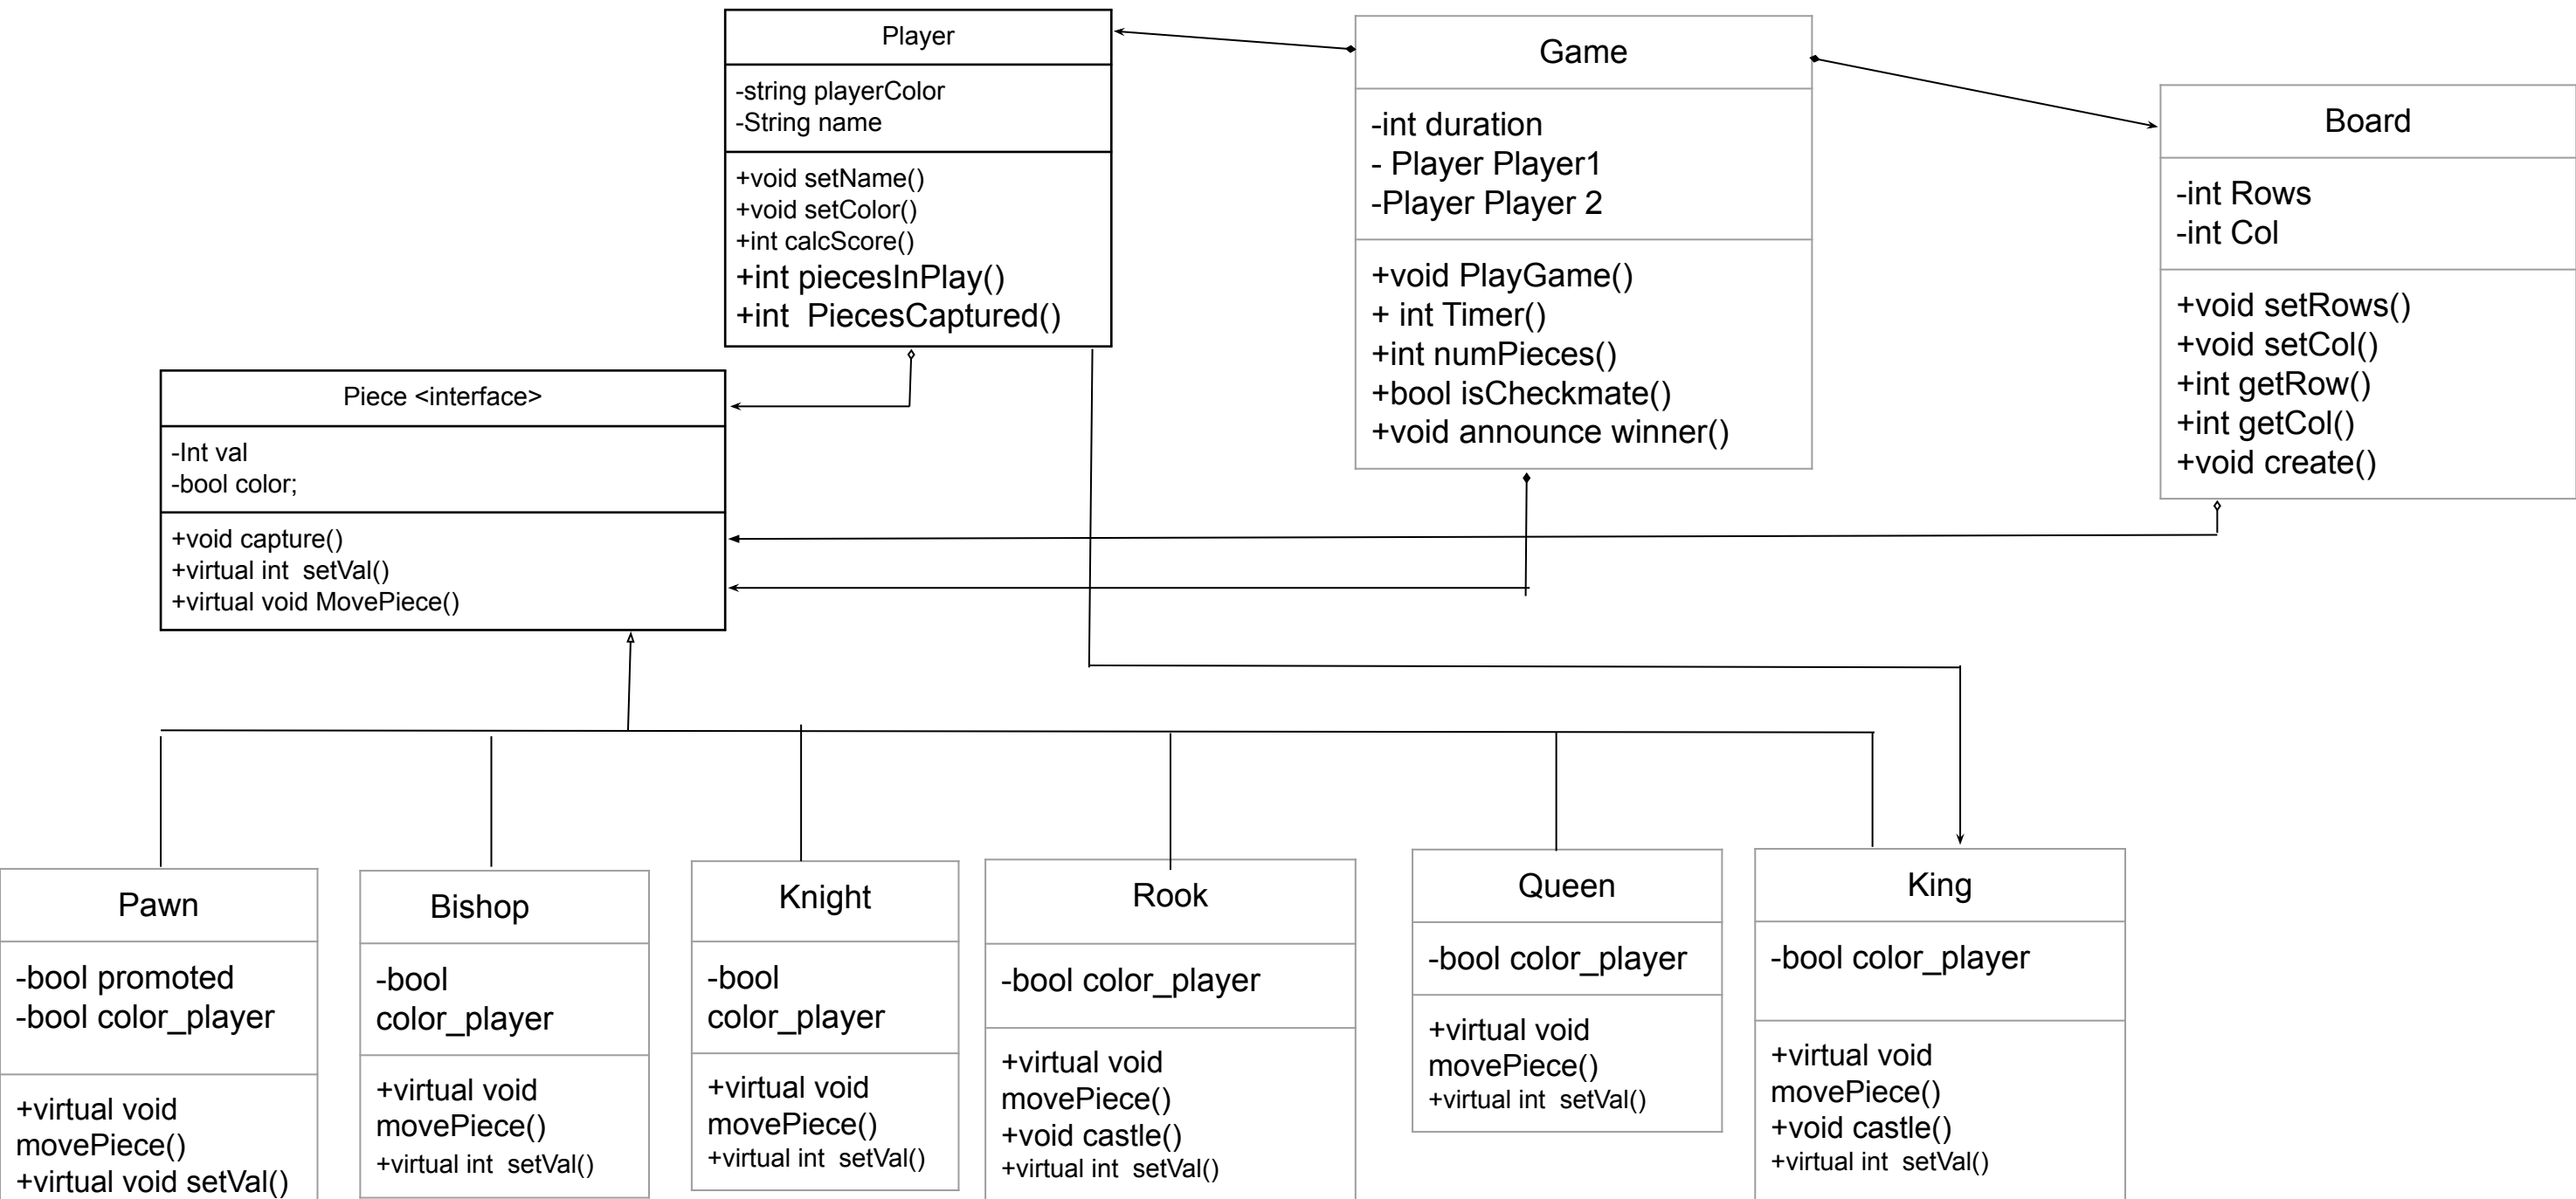 Player
-string playerColor
-String name
+void setName()
+void setColor()
+int calcScore()
+int piecesInPlay()
+int  PiecesCaptured()
Game
-int duration
- Player Player1
-Player Player 2
+void PlayGame()
+ int Timer()
+int numPieces()
+bool isCheckmate()
+void announce winner()
Board
-int Rows
-int Col
+void setRows()
+void setCol()
+int getRow()
+int getCol()
+void create()
Piece <interface>
-Int val
-bool color;
+void capture()
+virtual int  setVal()
+virtual void MovePiece()
Pawn
-bool promoted
-bool color_player
+virtual void
movePiece()
+virtual void setVal()
Bishop
-bool
color_player
+virtual void
movePiece()
+virtual int  setVal()
Knight
-bool
color_player
+virtual void
movePiece()
+virtual int  setVal()
Rook
-bool color_player
+virtual void
movePiece()
+void castle()
+virtual int  setVal()
Queen
-bool color_player
+virtual void
movePiece()
+virtual int  setVal()
King
-bool color_player
+virtual void
movePiece()
+void castle()
+virtual int  setVal()